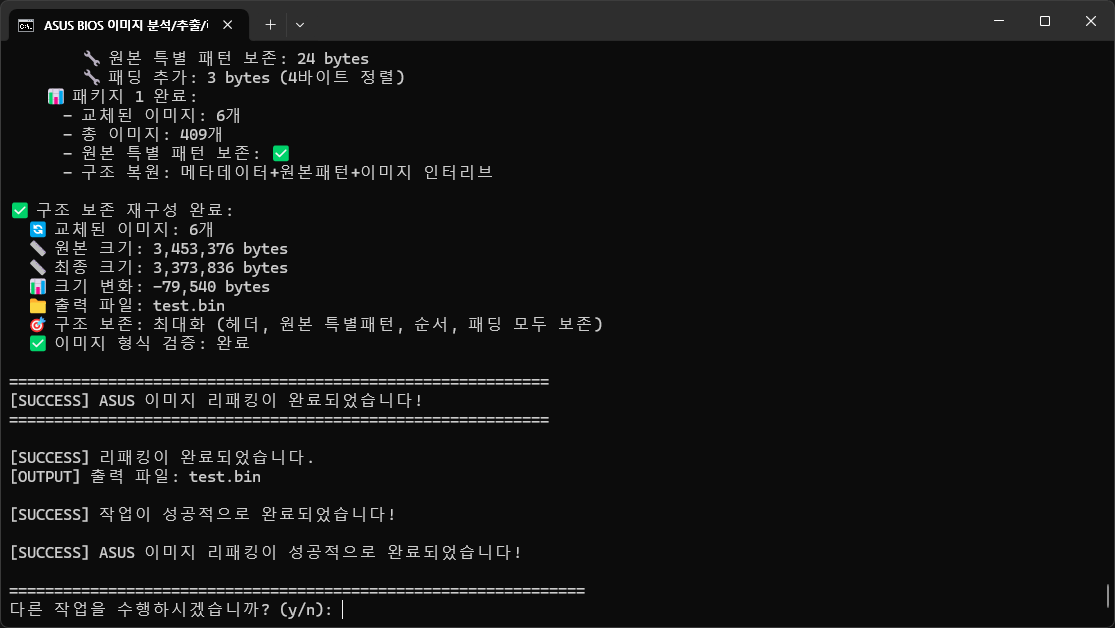 ASUS BIOS 이미지 분석/추출/
원본 특별 패턴 보존: 24 bytes
패딩 추가: 3 bytes (4바이트 정렬)
패키지 1 완료:
- 교체된 이미지: 6개
- 총 이미지: 409개
- 원본 특별 패턴 보존: ✅
- 구조 복원: 메타데이터+원본패턴+이미지 인터리브
✅ 구조 보존 재구성 완료:
교체된 이미지: 6개
원본 크기: 3,453,376 bytes
최종 크기: 3,373,836 bytes
크기 변화: -79,540 bytes
출력 파일: test.bin
구조 보존: 최대화 (헤더, 원본 특별패턴, 순서, 패딩 모두 보존)
✅ 이미지 형식 검증: 완료
============================================================
[SUCCESS] ASUS 이미지 리패킹이 완료되었습니다!
============================================================
[SUCCESS] 리패킹이 완료되었습니다.
[OUTPUT] 출력 파일: test.bin
[SUCCESS] 작업이 성공적으로 완료되었습니다!
[SUCCESS] ASUS 이미지 리패킹이 성공적으로 완료되었습니다!
================================================================
다른 작업을 수행하시겠습니까? (y/n):